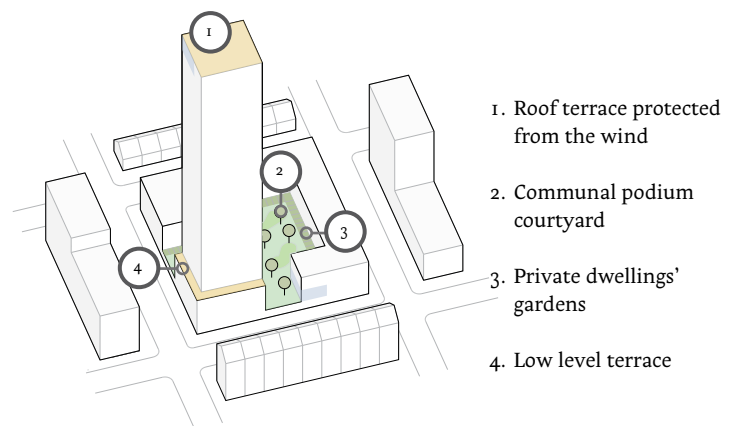 1
2
3
4
1. Roof terrace protected
from the wind
2. Communal podium
courtyard
3. Private dwellings’
gardens
4. Low level terrace